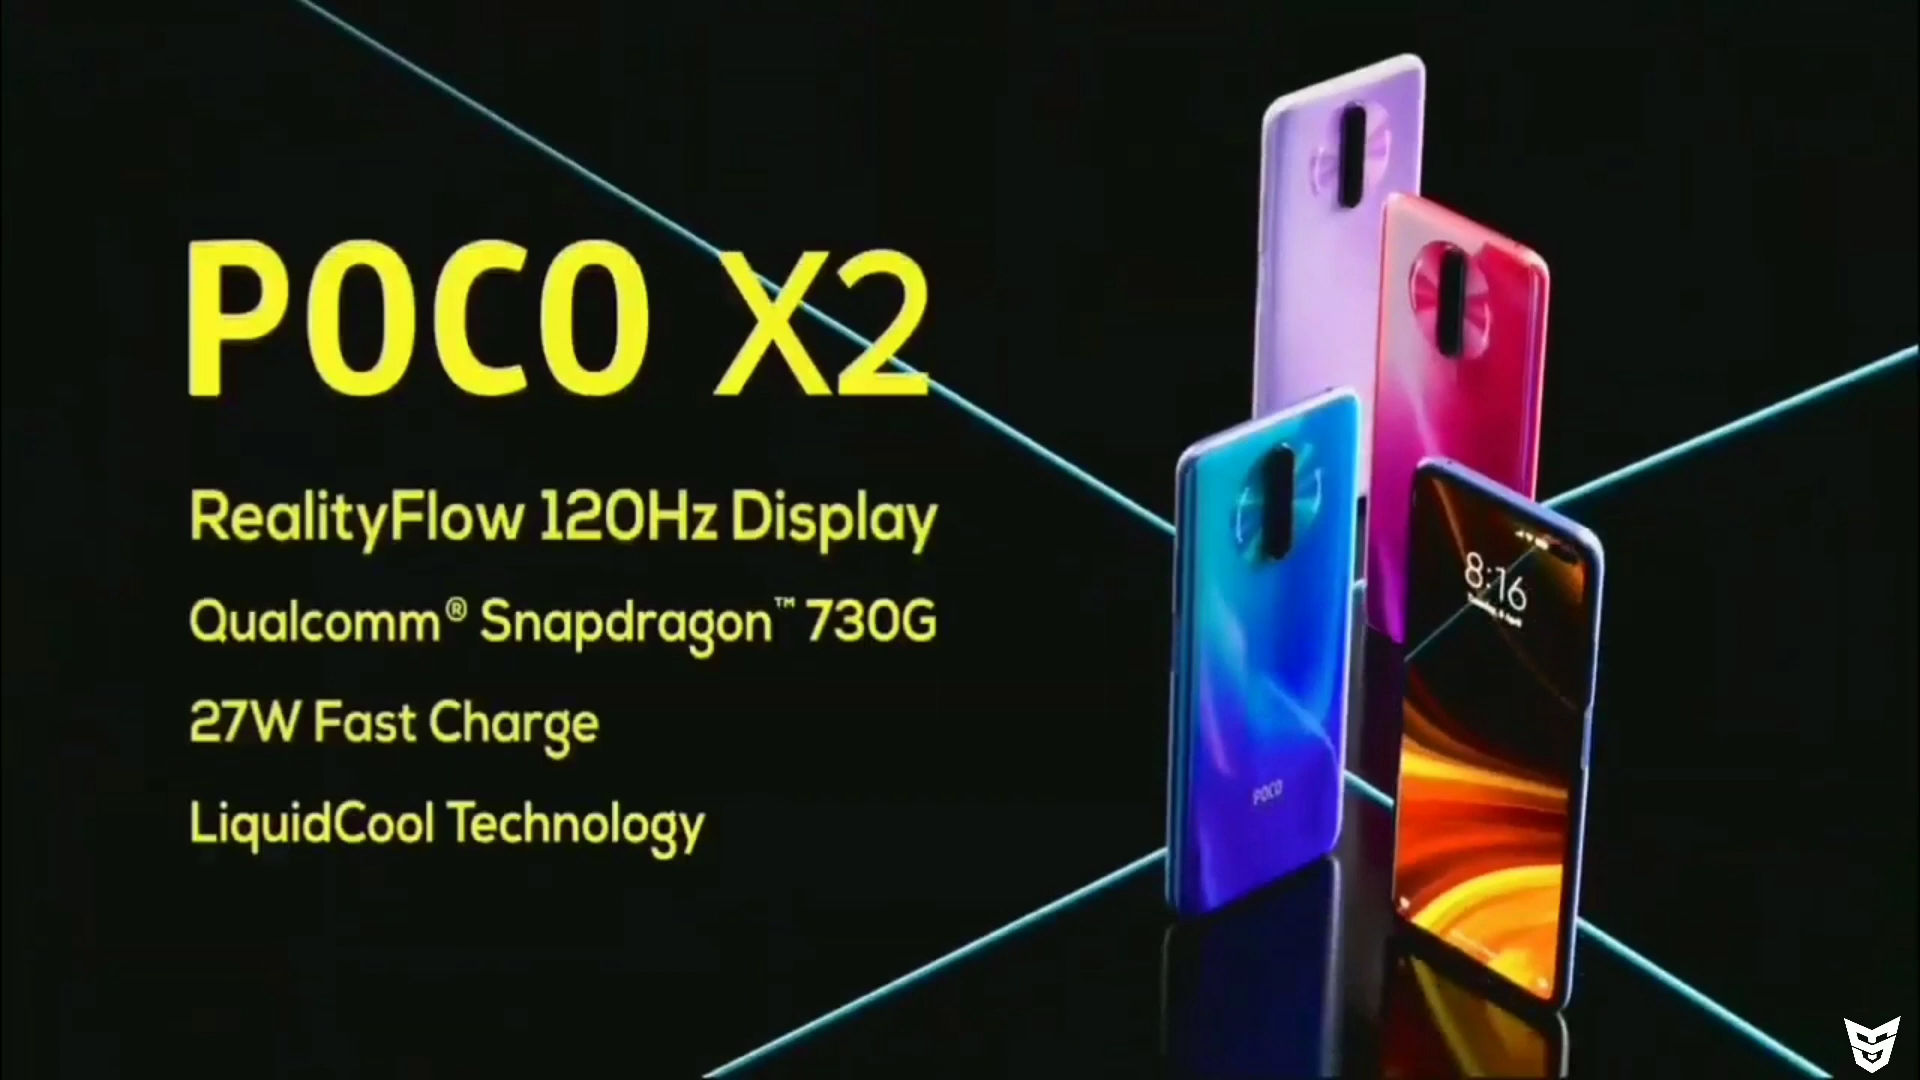 POCO X2
RealityFlow 120Hz Display
Qualcomm® Snapdragon™ 730G
27W Fast Charge
LiquidCool Technology
8:16
POCO